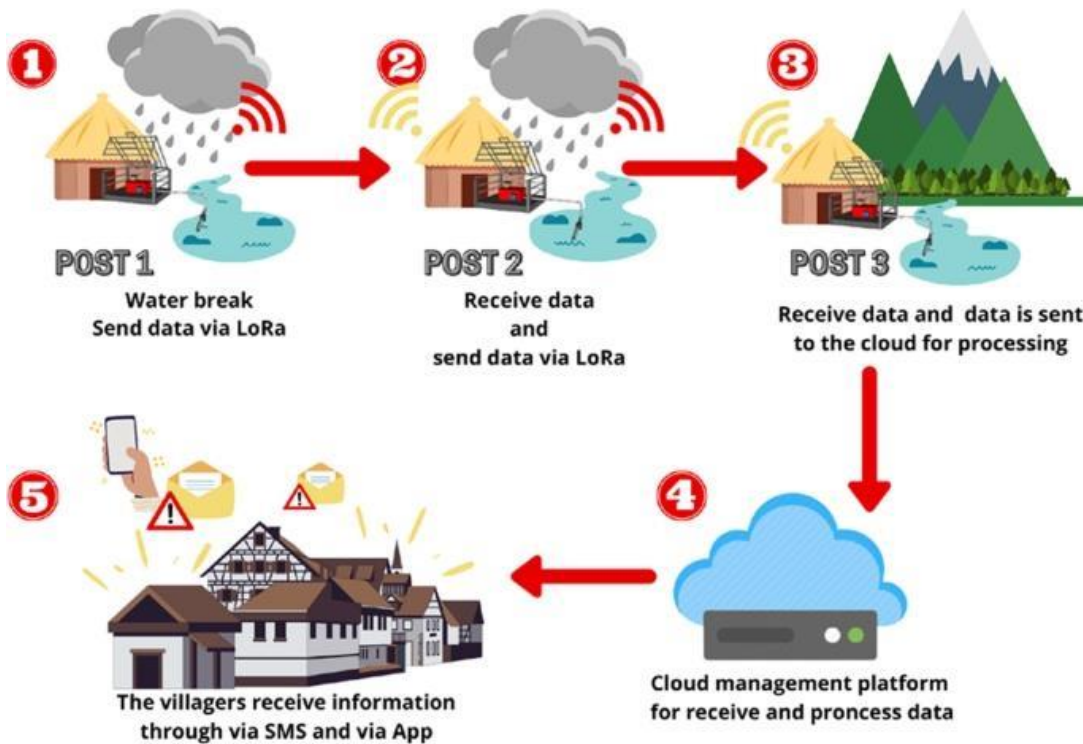 1
POST 1
Water break
Send data via LoRa
2
POST 2
Receive data
and
send data via LoRa
3
POST 3
Receive data and data is sent
to the cloud for processing
4
Cloud management platform
for receive and proncess data
5
The villagers receive information
through via SMS and via App